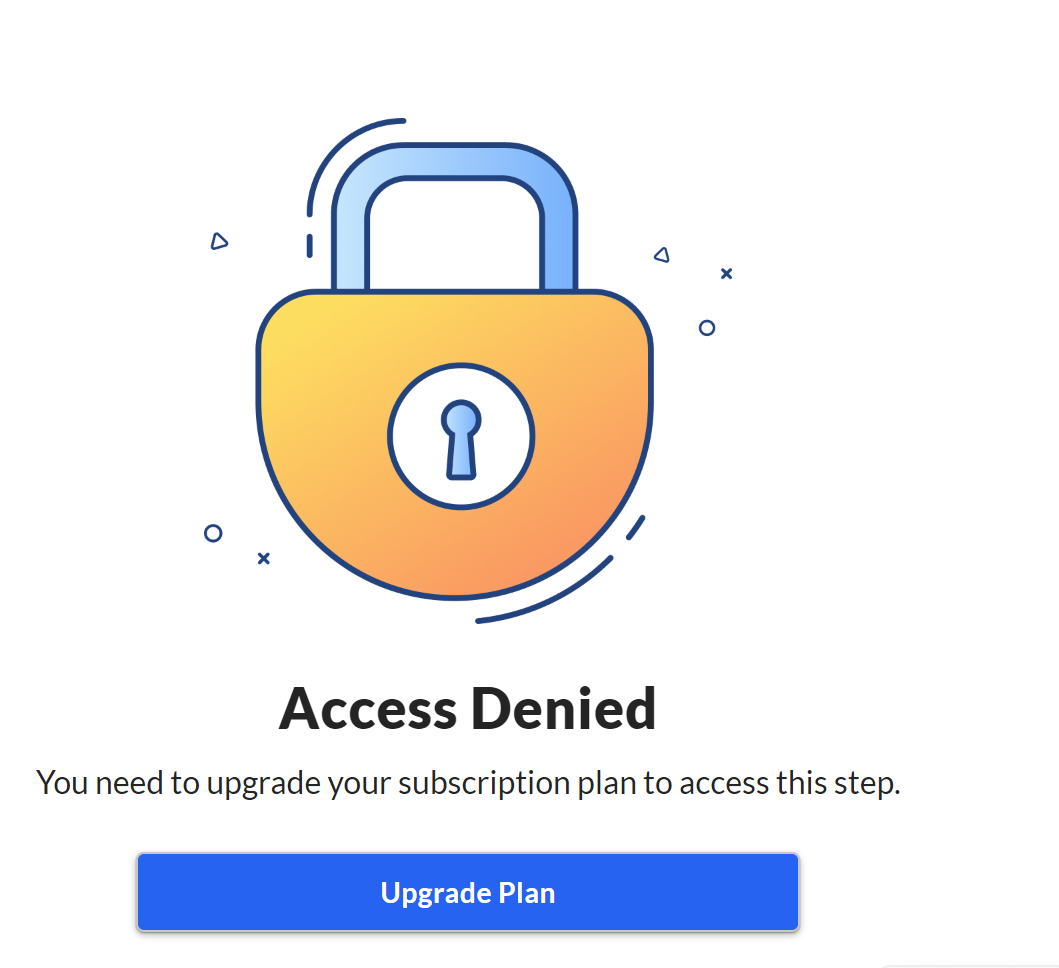 Access Denied
You need to upgrade your subscription plan to access this step.
Upgrade Plan